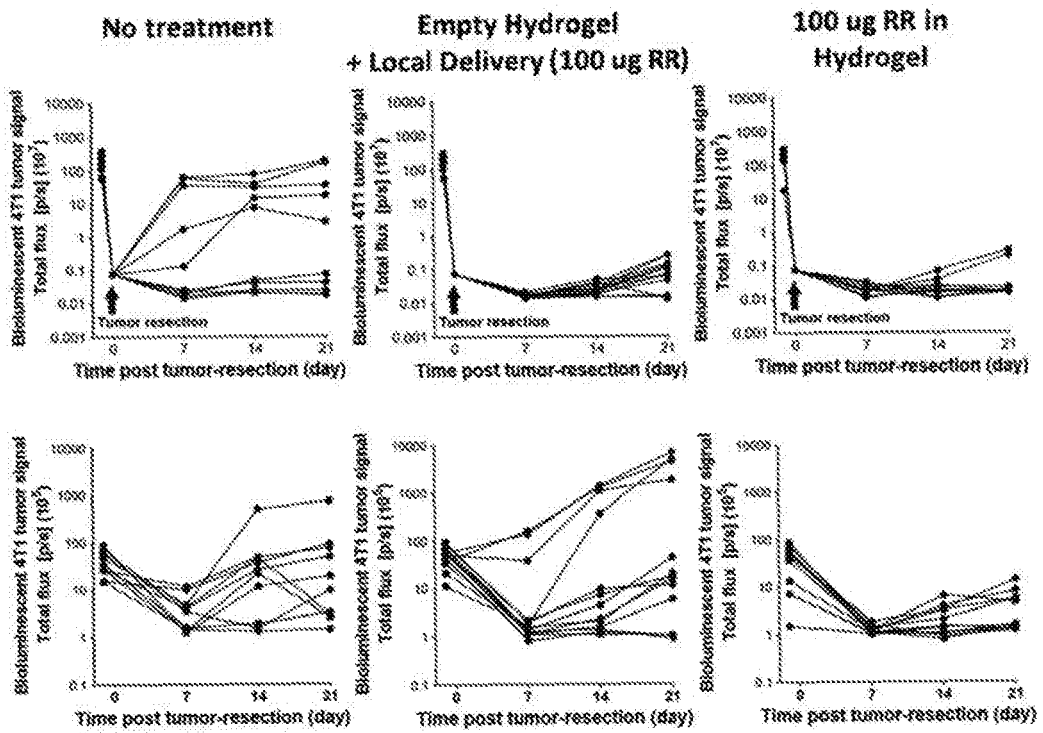 No treatment
Empty Hydrogel
+ Local Delivery (100 ug RR)
100 ug RR in
Hydrogel
Bioluminescent 4T1 tumor signal
Total flux [p/s] (10⁷)
10000
1000
100
10
1
0.1
0.01
0.001
Tumor resection
0 7 14 21
Time post tumor-resection (day)
Bioluminescent 4T1 tumor signal
Total flux [p/s] (10⁷)
10000
1000
100
10
1
0.1
0.01
0.001
Tumor resection
0 7 14 21
Time post tumor-resection (day)
Bioluminescent 4T1 tumor signal
Total flux [p/s] (10⁷)
10000
1000
100
10
1
0.1
0.01
0.001
Tumor resection
0 7 14 21
Time post tumor-resection (day)
Bioluminescent 4T1 tumor signal
Total flux [p/s] (10⁵)
10000
1000
100
10
1
0.1
0 7 14 21
Time post tumor-resection (day)
Bioluminescent 4T1 tumor signal
Total flux [p/s] (10⁵)
10000
1000
100
10
1
0.1
0 7 14 21
Time post tumor-resection (day)
Bioluminescent 4T1 tumor signal
Total flux [p/s] (10⁵)
10000
1000
100
10
1
0.1
0 7 14 21
Time post tumor-resection (day)